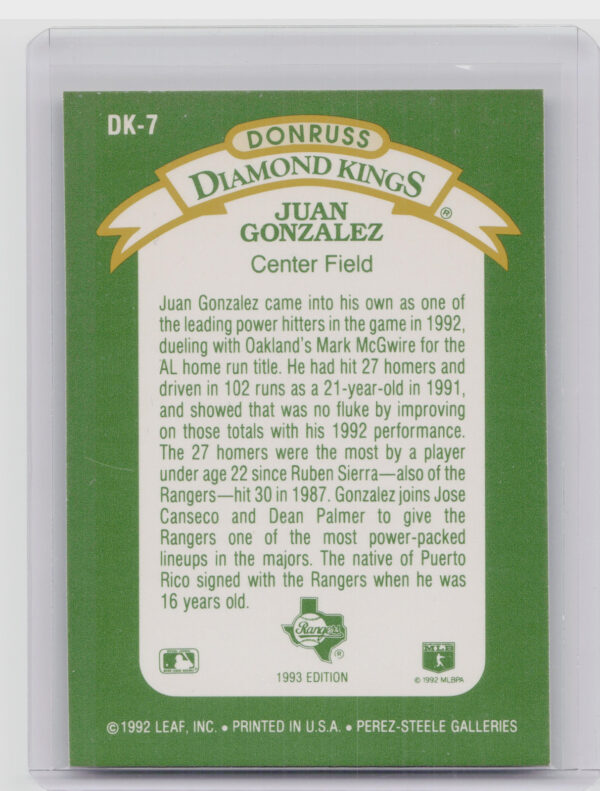 DK-7
DONRUSS
DIAMOND KINGS
®
JUAN
GONZALEZ
Center Field
Juan Gonzalez came into his own as one of
the leading power hitters in the game in 1992,
dueling with Oakland's Mark McGwire for the
AL home run title. He had hit 27 homers and
driven in 102 runs as a 21-year-old in 1991,
and showed that was no fluke by improving
on those totals with his 1992 performance.
The 27 homers were the most by a player
under age 22 since Ruben Sierra—also of the
Rangers—hit 30 in 1987. Gonzalez joins Jose
Canseco and Dean Palmer to give the
Rangers one of the most power-packed
lineups in the majors. The native of Puerto
Rico signed with the Rangers when he was
16 years old.
Rangers
®
MLB
1993 EDITION
© 1992 MLBPA
© 1992 LEAF, INC. • PRINTED IN U.S.A. • PEREZ-STEELE GALLERIES